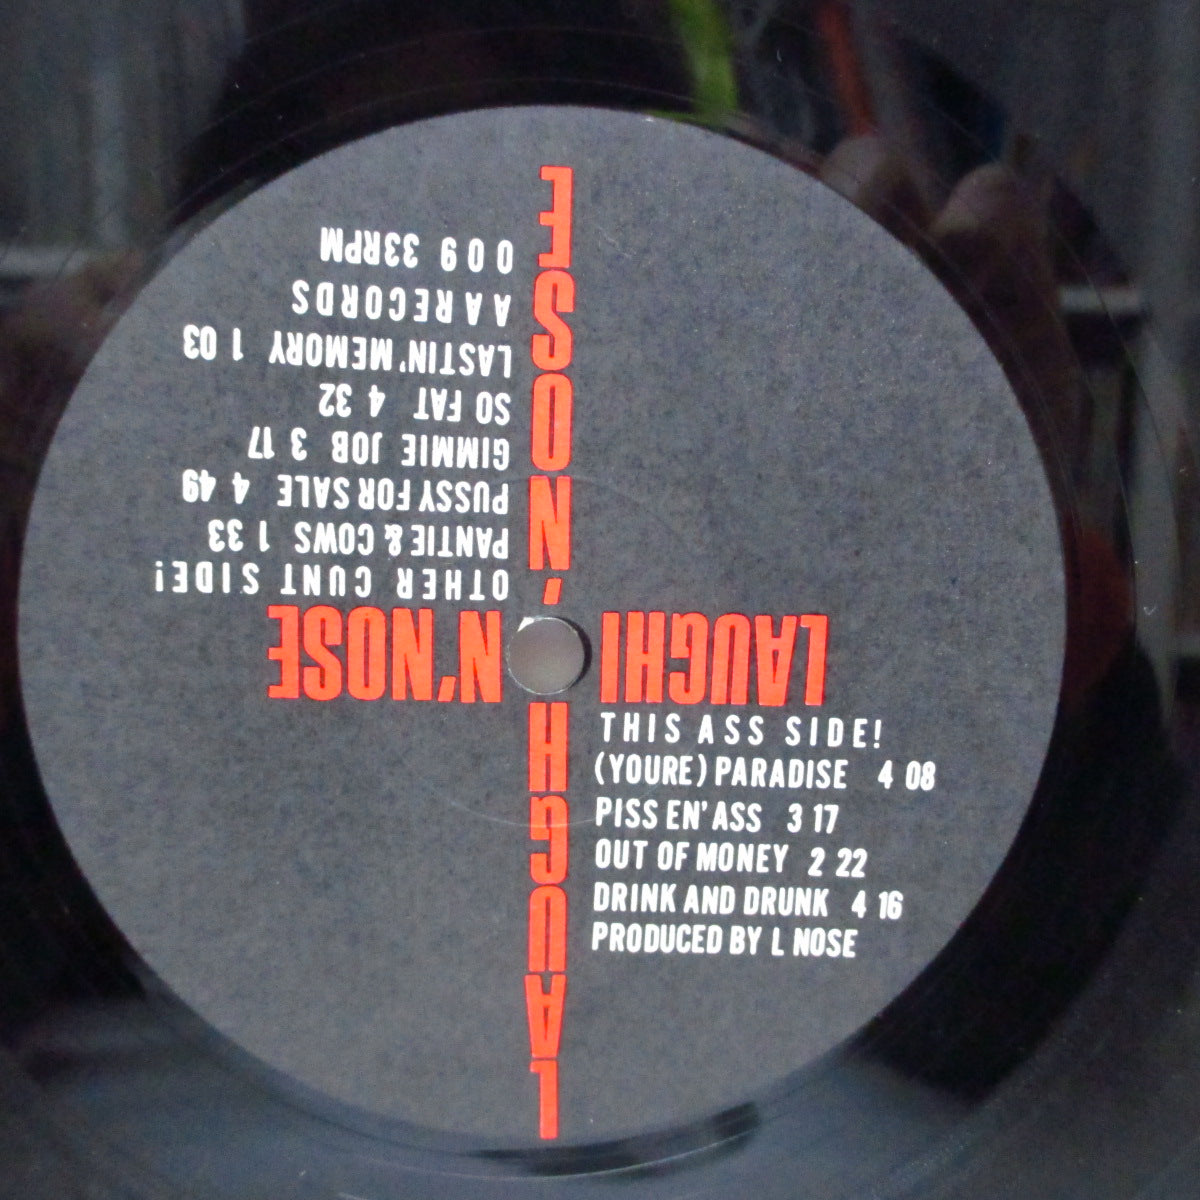 LAUGHIN'NOSE
LAUGHIN'NOSE
THIS ASS SIDE!
(YOURE) PARADISE 4 08
PISS EN' ASS 3 17
OUT OF MONEY 2 22
DRINK AND DRUNK 4 16
PRODUCED BY L NOSE
OTHER CUNT SIDE!
PANTIE & COWS 1 33
PUSSY FOR SALE 4 49
GIMMIE JOB 3 17
SO FAT 4 32
LASTIN' MEMORY 1 03
A A RECORDS
009 33RPM